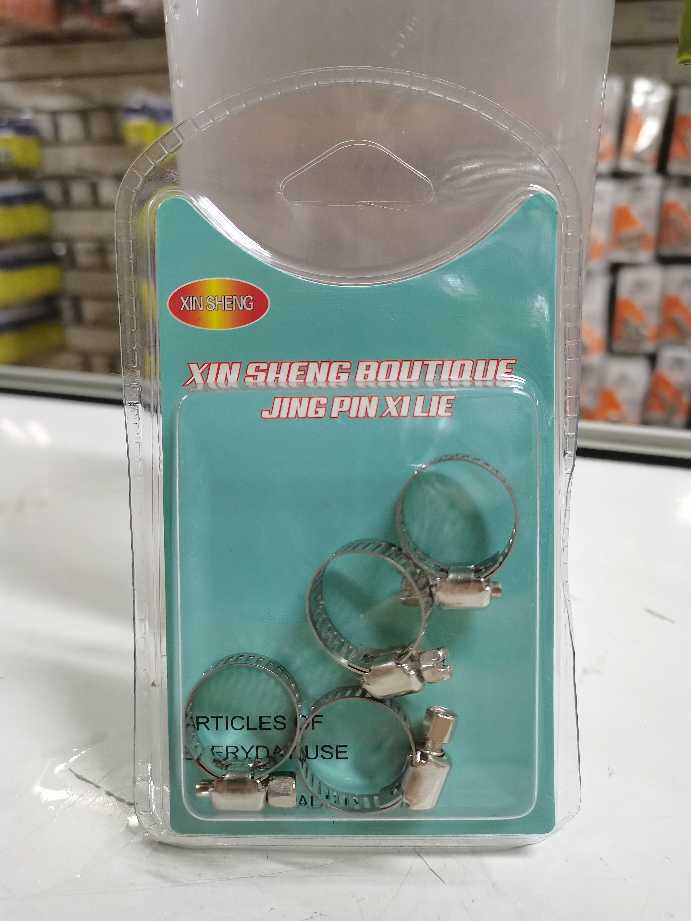 XIN SHENG
XIN SHENG BOUTIQUE
JING PIN XI LIE
ARTICLES OF
EVERYDAY USE